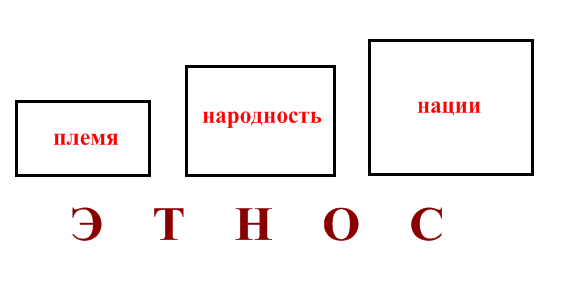 племя
народность
нации
Э Т Н О С